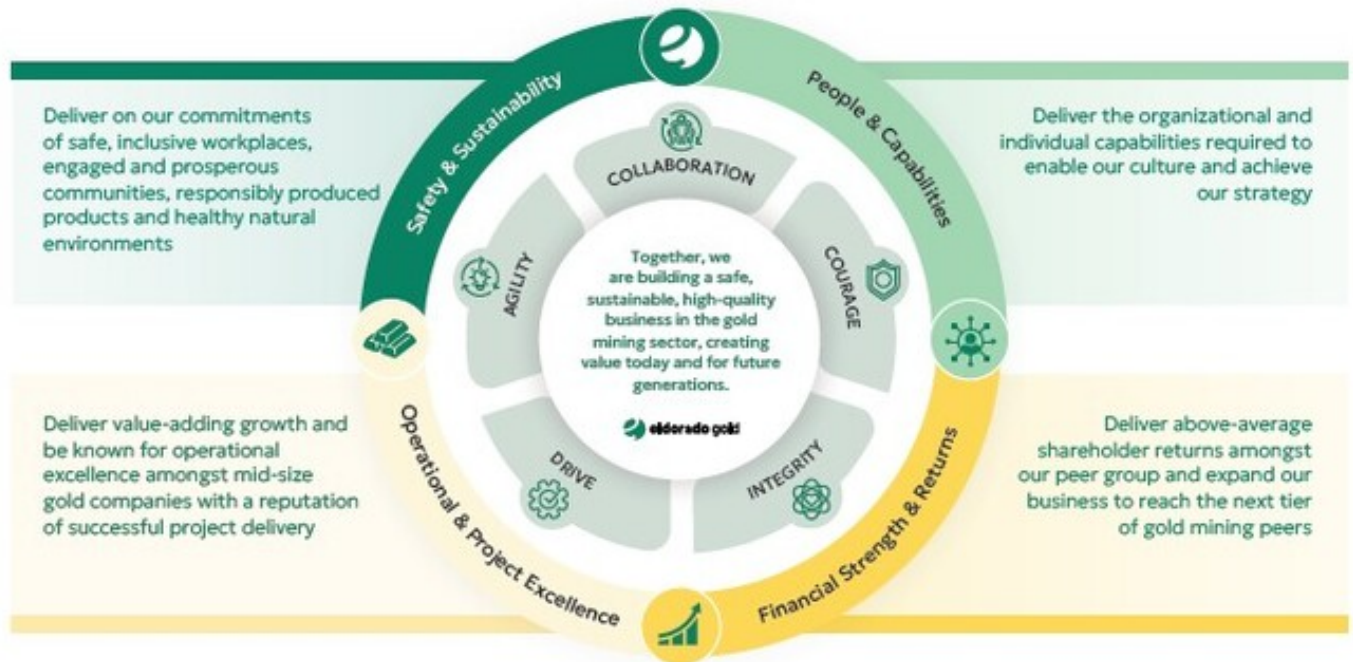 Safety & Sustainability
People & Capabilities
Deliver on our commitments
of safe, inclusive workplaces,
engaged and prosperous
communities, responsibly produced
products and healthy natural
environments
Deliver the organizational and
individual capabilities required to
enable our culture and achieve
our strategy
COLLABORATION
AGILITY
COURAGE
Together, we
are building a safe,
sustainable, high-quality
business in the gold
mining sector, creating
value today and for future
generations.
eldorado gold
DRIVE
INTEGRITY
Deliver value-adding growth and
be known for operational
excellence amongst mid-size
gold companies with a reputation
of successful project delivery
Deliver above-average
shareholder returns amongst
our peer group and expand our
business to reach the next tier
of gold mining peers
Operational & Project Excellence
Financial Strength & Returns